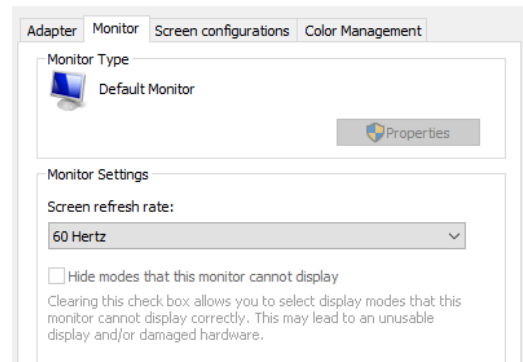 Adapter Monitor Screen configurations Color Management
Monitor Type
Default Monitor
Properties
Monitor Settings
Screen refresh rate:
60 Hertz
Hide modes that this monitor cannot display
Clearing this check box allows you to select display modes that this
monitor cannot display correctly. This may lead to an unusable
display and/or damaged hardware.